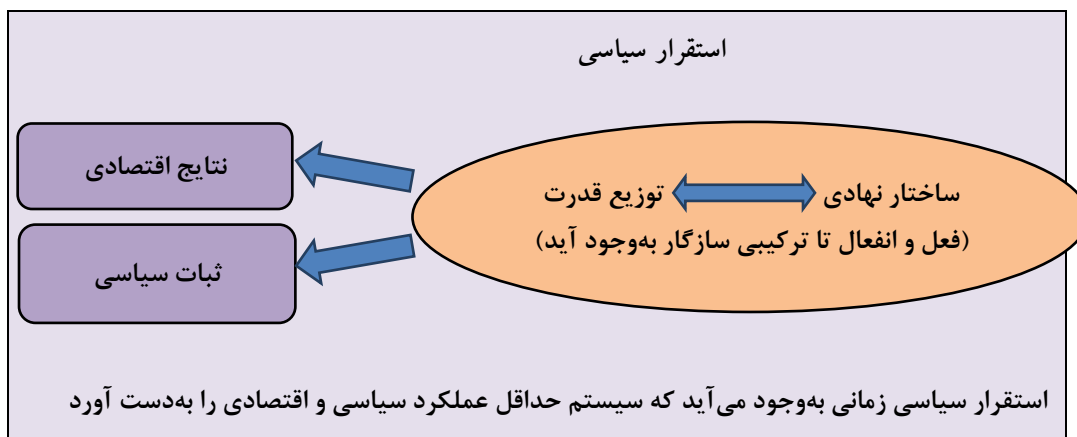 استقرار سیاسی
ساختار نهادی توزیع قدرت
(فعل و انفعال تا ترکیبی سازگار به‌وجود آید)
نتایج اقتصادی
ثبات سیاسی
استقرار سیاسی زمانی به‌وجود می‌آید که سیستم حداقل عملکرد سیاسی و اقتصادی را به‌دست آورد